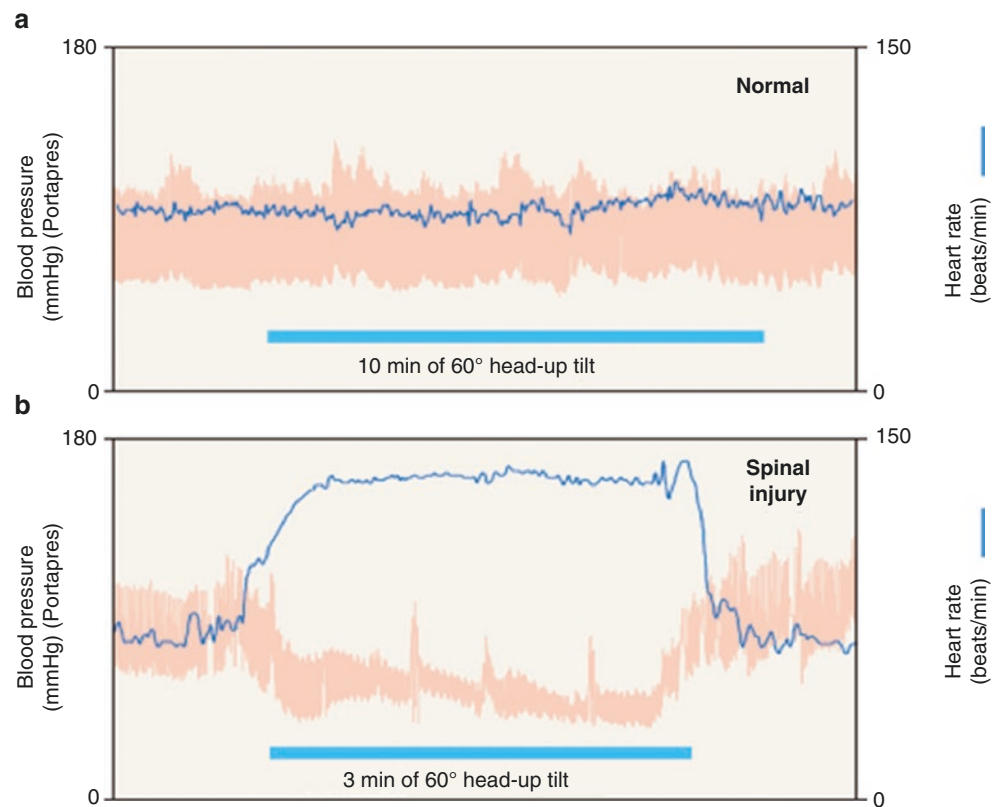 a
180
150
Normal
Blood pressure
(mmHg) (Portapres)
Heart rate
(beats/min)
10 min of 60° head-up tilt
0
0
b
180
150
Spinal
injury
Blood pressure
(mmHg) (Portapres)
Heart rate
(beats/min)
3 min of 60° head-up tilt
0
0